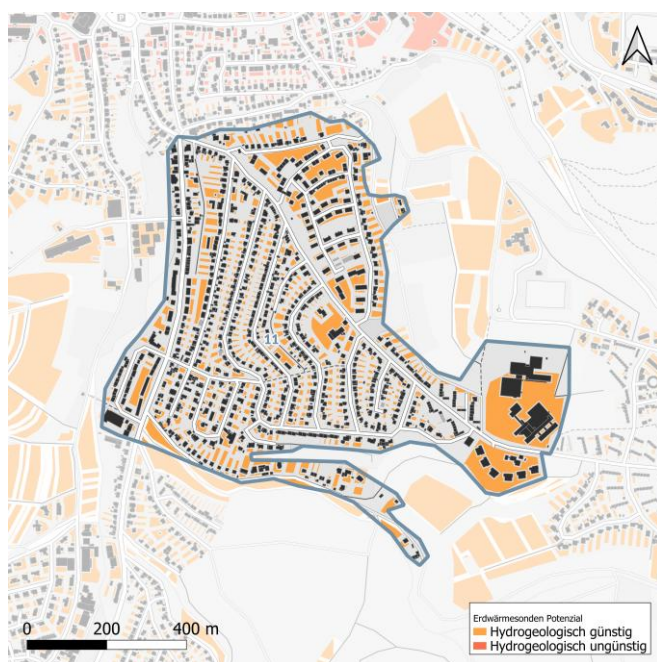 P
11
0 200 400 m
Erdwärmesonden Potenzial
Hydrogeologisch günstig
Hydrogeologisch ungünstig